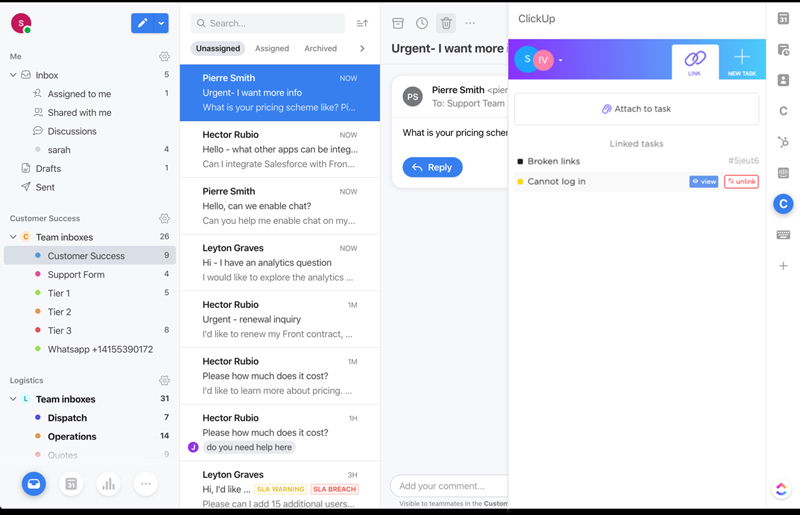 S
Me
Inbox 5
Assigned to me 1
Shared with me
Discussions
sarah 4
Drafts 1
Sent
Customer Success
C Team inboxes 26
Customer Success 9
Support Form 4
Tier 1 5
Tier 2
Tier 3 8
Whatsapp +14155390172
Logistics
L Team inboxes 31
Dispatch 7
Operations 14
Quotes 9
31
Search...
Unassigned Assigned Archived
Pierre Smith NOW
Urgent- I want more info
What is your pricing scheme like? Pi...
Hector Rubio NOW
Hello - what other apps can be integ...
Can I integrate Salesforce with Fron...
Pierre Smith NOW
Hello, can we enable chat?
Can you help me enable chat on my...
Leyton Graves NOW
Hi - I have an analytics question
I would like to explore the analytics ...
Hector Rubio 1M
Urgent - renewal inquiry
I'd like to renew my Front contract, ...
Hector Rubio 1M
Please how much does it cost?
I'd like to learn more about pricing. ...
Hector Rubio 1H
Please how much does it cost?
J do you need help here
Leyton Graves 3H
Hi, I'd like ... SLA WARNING SLA BREACH
Please can I add 15 additional users...
Urgent- I want more
PS
Pierre Smith <pier
To: Support Team
What is your pricing schem
Reply
Add your comment...
Visible to teammates in the Custom
ClickUp
S IV
LINK
NEW TASK
Attach to task
Linked tasks
Broken links #5jeut6
Cannot log in view unlink
31
C
C